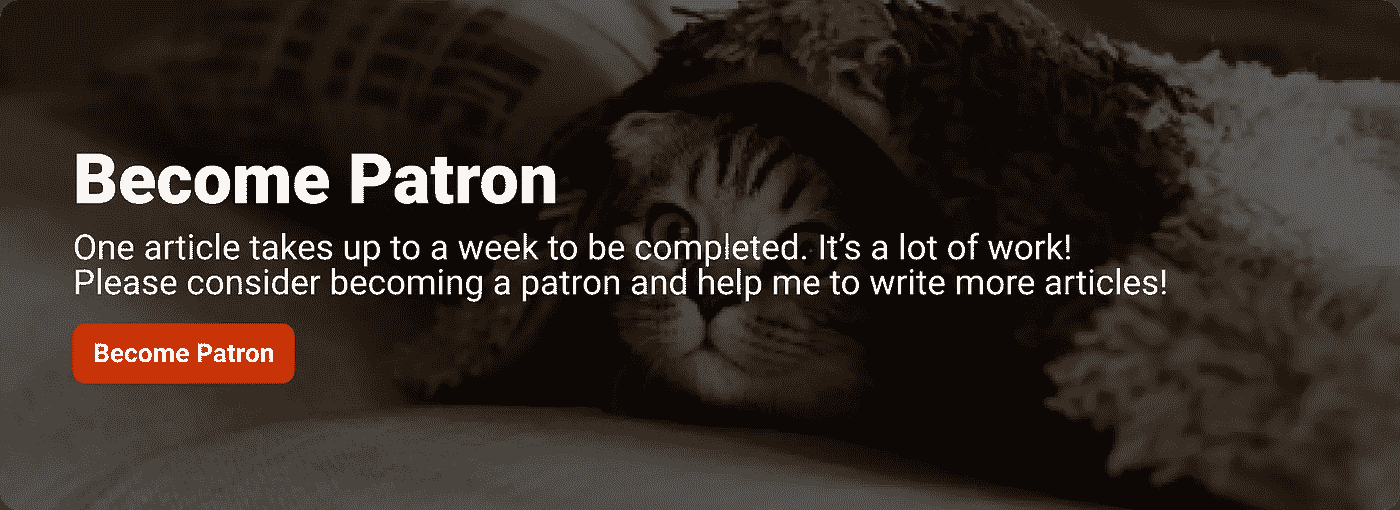 Become Patron
One article takes up to a week to be completed. It’s a lot of work!
Please consider becoming a patron and help me to write more articles!
Become Patron